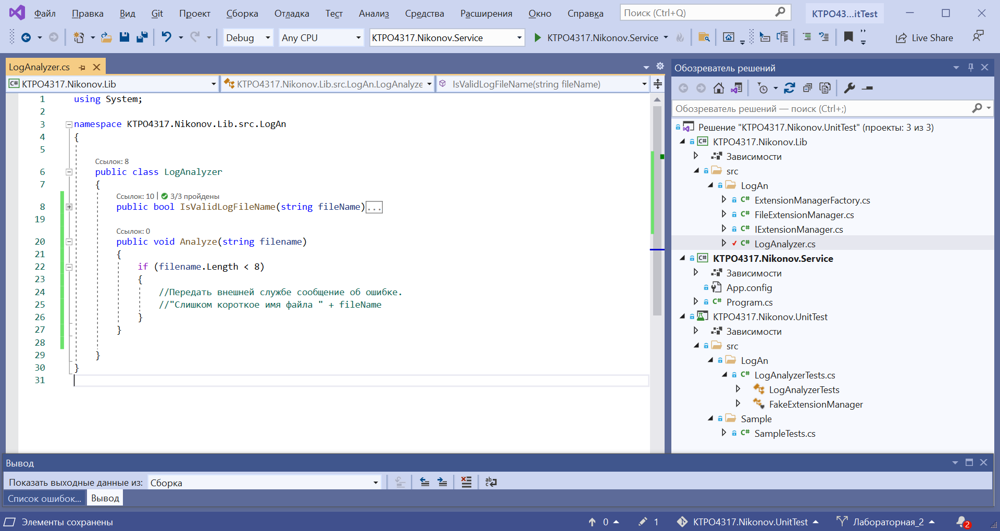 Файл Правка Вид Git Проект Сборка Отладка Тест Анализ Средства Расширения Окно Справка Поиск (Ctrl+Q) КТРО43...itTest
Debug Any CPU KTPO4317.Nikonov.Service KTPO4317.Nikonov.Service Live Share
LogAnalyzer.cs
KTPO4317.Nikonov.Lib KTPO4317.Nikonov.Lib.src.LogAn.LogAnalyze IsValidLogFileName(string fileName)
1 using System;
2
3 namespace KTPO4317.Nikonov.Lib.src.LogAn
4 {
5
Ссылок: 8
6 public class LogAnalyzer
7 {
Ссылок: 10 | 3/3 пройдены
8 public bool IsValidLogFileName(string fileName)...
19
Ссылок: 0
20 public void Analyze(string filename)
21 {
22 if (filename.Length < 8)
23 {
24 //Передать внешней службе сообщение об ошибке.
25 //"Слишком короткое имя файла " + fileName
26 }
27 }
28
29 }
30 }
31
Обозреватель решений
Обозреватель решений — поиск (Ctrl+;)
Решение "KTPO4317.Nikonov.UnitTest" (проекты: 3 из 3)
KTPO4317.Nikonov.Lib
Зависимости
src
LogAn
C# ExtensionManagerFactory.cs
C# FileExtensionManager.cs
C# IExtensionManager.cs
C# LogAnalyzer.cs
KTPO4317.Nikonov.Service
Зависимости
App.config
C# Program.cs
KTPO4317.Nikonov.UnitTest
Зависимости
src
LogAn
C# LogAnalyzerTests.cs
LogAnalyzerTests
FakeExtensionManager
Sample
C# SampleTests.cs
Вывод
Показать выходные данные из: Сборка
Список ошибок... Вывод
Элементы сохранены 0 1 KTPO4317.Nikonov.UnitTest Лабораторная_2 2